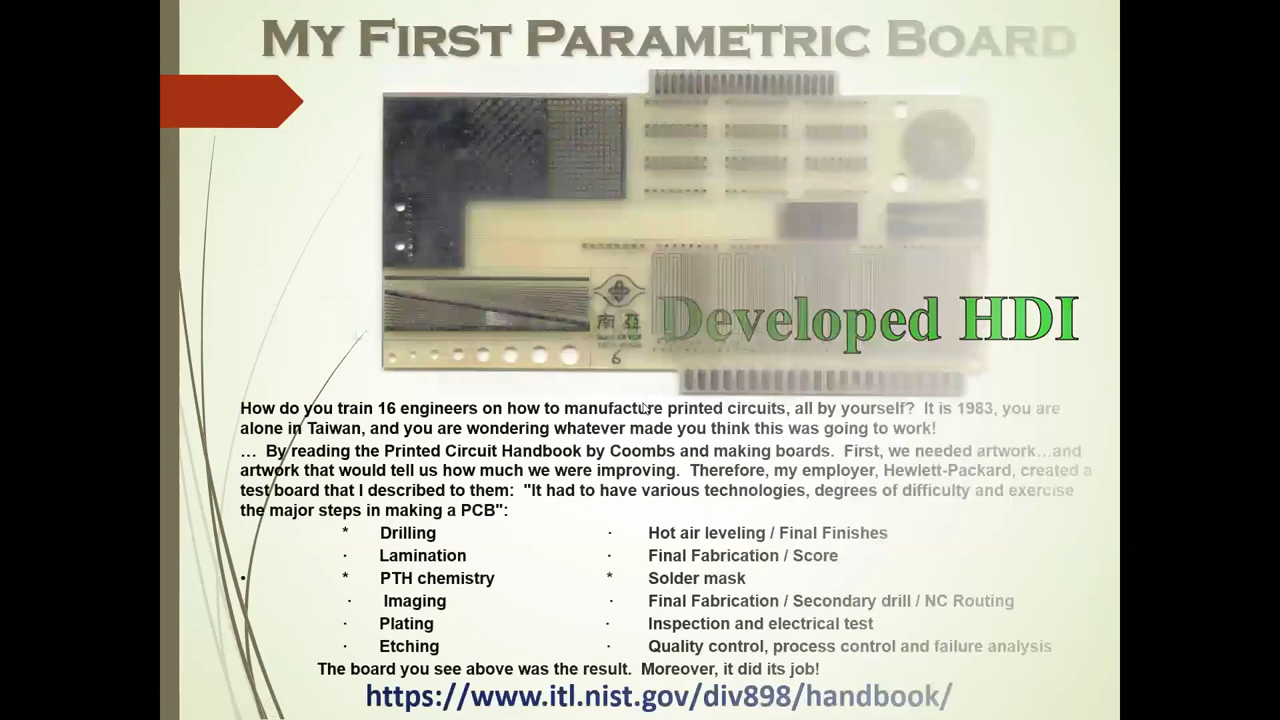 MY FIRST PARAMETRIC BOARD
南 亞
6
Developed HDI
How do you train 16 engineers on how to manufacture printed circuits, all by yourself? It is 1983, you are
alone in Taiwan, and you are wondering whatever made you think this was going to work!
… By reading the Printed Circuit Handbook by Coombs and making boards. First, we needed artwork…and
artwork that would tell us how much we were improving. Therefore, my employer, Hewlett-Packard, created a
test board that I described to them: "It had to have various technologies, degrees of difficulty and exercise
the major steps in making a PCB":
* Drilling · Hot air leveling / Final Finishes
· Lamination · Final Fabrication / Score
• * PTH chemistry * Solder mask
· Imaging · Final Fabrication / Secondary drill / NC Routing
· Plating · Inspection and electrical test
· Etching · Quality control, process control and failure analysis
The board you see above was the result. Moreover, it did its job!
https://www.itl.nist.gov/div898/handbook/